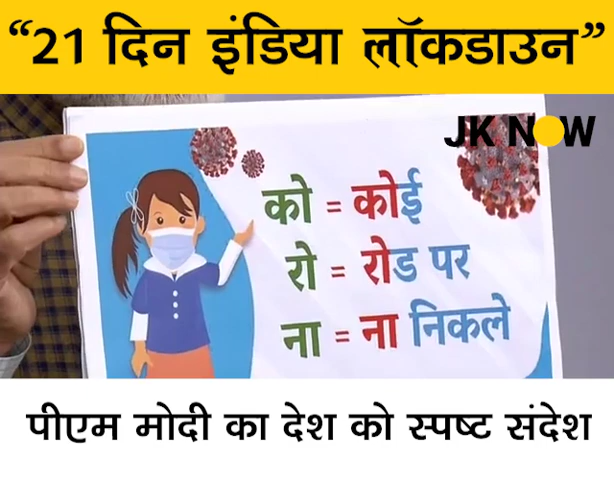 “21 दिन इंडिया लॉकडाउन”
JK NOW
को = कोई
रो = रोड पर
ना = ना निकले
पीएम मोदी का देश को स्पष्ट संदेश